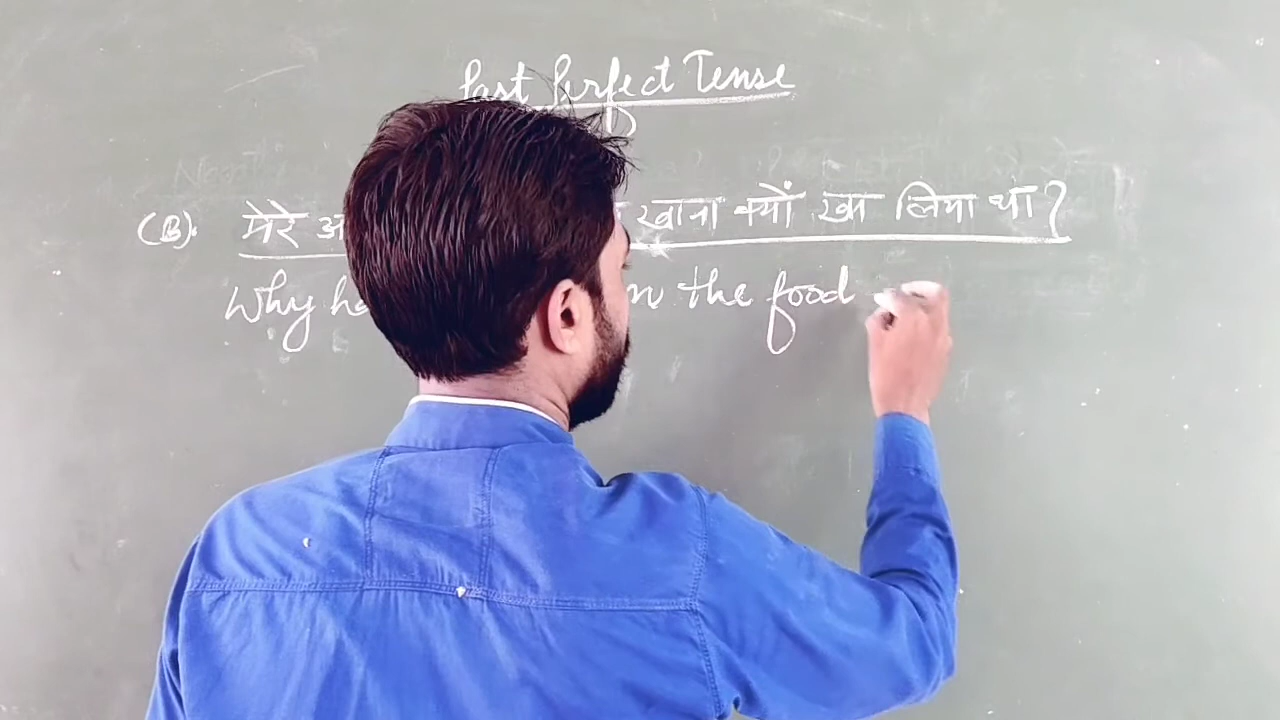 Past Perfect Tense
(B). मेरे खाना क्यों खा लिया था?
Why the food